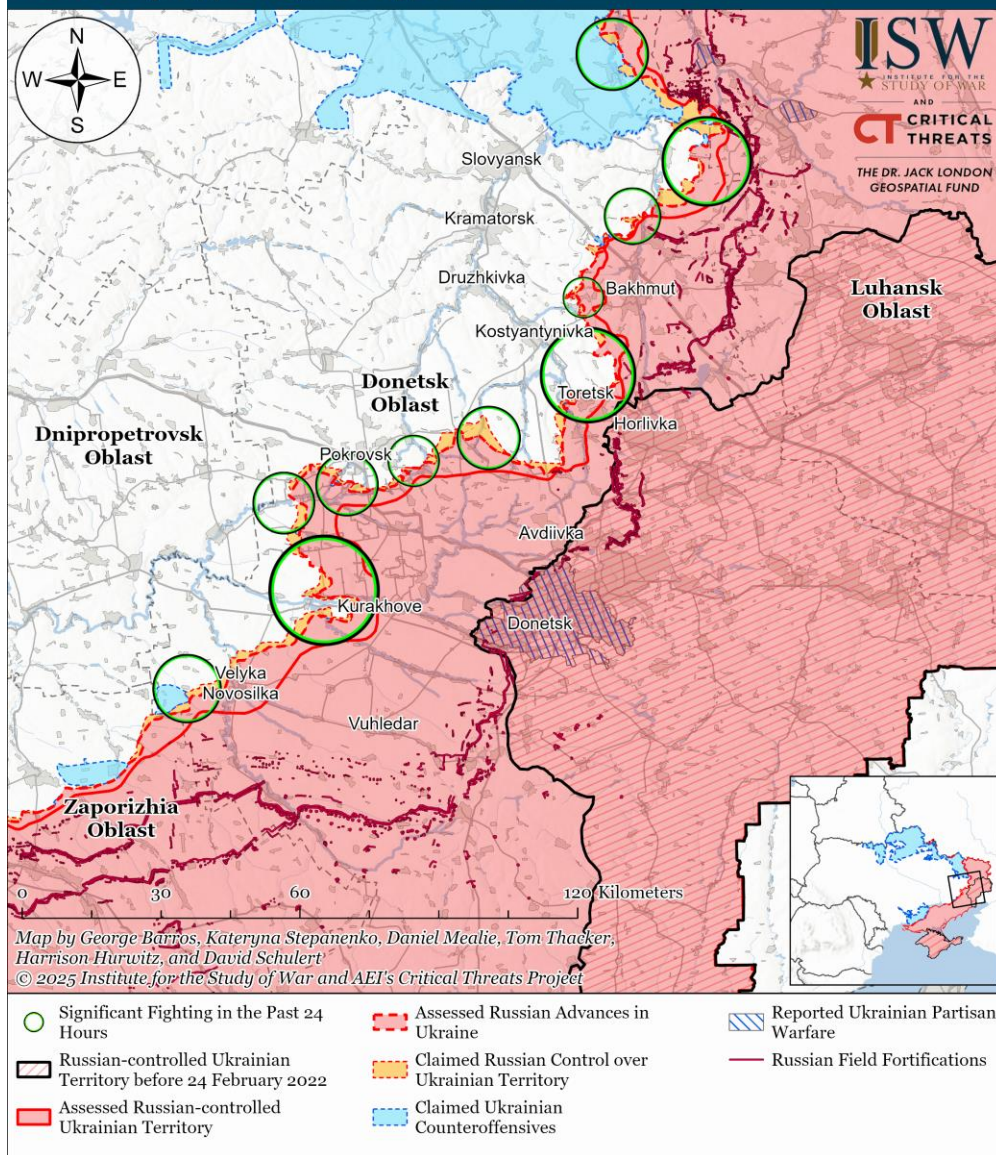 N
W
E
S
ISW
INSTITUTE FOR THE
STUDY OF WAR
AND
CT CRITICAL
THREATS
THE DR. JACK LONDON
GEOSPATIAL FUND
Slovyansk
Kramatorsk
Druzhkivka
Bakhmut
Luhansk
Oblast
Kostyantynivka
Donetsk
Oblast
Toretsk
Horlivka
Dnipropetrovsk
Oblast
Pokrovsk
Avdiivka
Kurakhove
Donetsk
Velyka
Novosilka
Vuhledar
Zaporizhia
Oblast
0 30 60 120 Kilometers
Map by George Barros, Kateryna Stepanenko, Daniel Mealie, Tom Thacker,
Harrison Hurwitz, and David Schulert
© 2025 Institute for the Study of War and AEI's Critical Threats Project
Significant Fighting in the Past 24
Hours
Russian-controlled Ukrainian
Territory before 24 February 2022
Assessed Russian-controlled
Ukrainian Territory
Assessed Russian Advances in
Ukraine
Claimed Russian Control over
Ukrainian Territory
Claimed Ukrainian
Counteroffensives
Reported Ukrainian Partisan
Warfare
Russian Field Fortifications